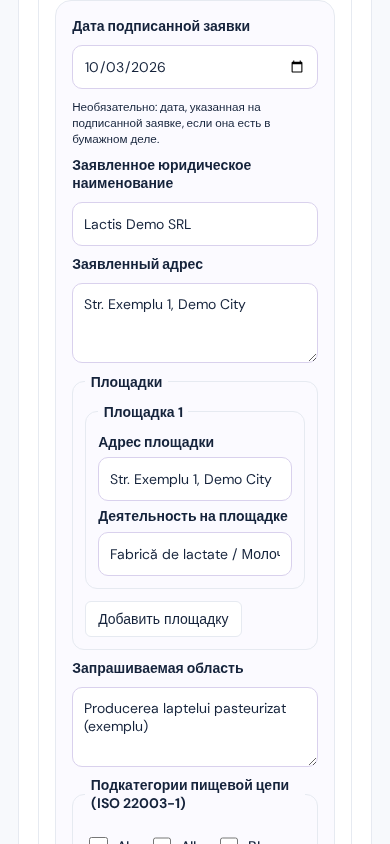 Дата подписанной заявки
10/03/2026
Необязательно: дата, указанная на
подписанной заявке, если она есть в
бумажном деле.
Заявленное юридическое
наименование
Lactis Demo SRL
Заявленный адрес
Str. Exemplu 1, Demo City
Площадки
Площадка 1
Адрес площадки
Str. Exemplu 1, Demo City
Деятельность на площадке
Fabrică de lactate /
Добавить площадку
Запрашиваемая область
Producerea laptelui pasteurizat
(exemplu)
Подкатегории пищевой цепи
(ISO 22003-1)